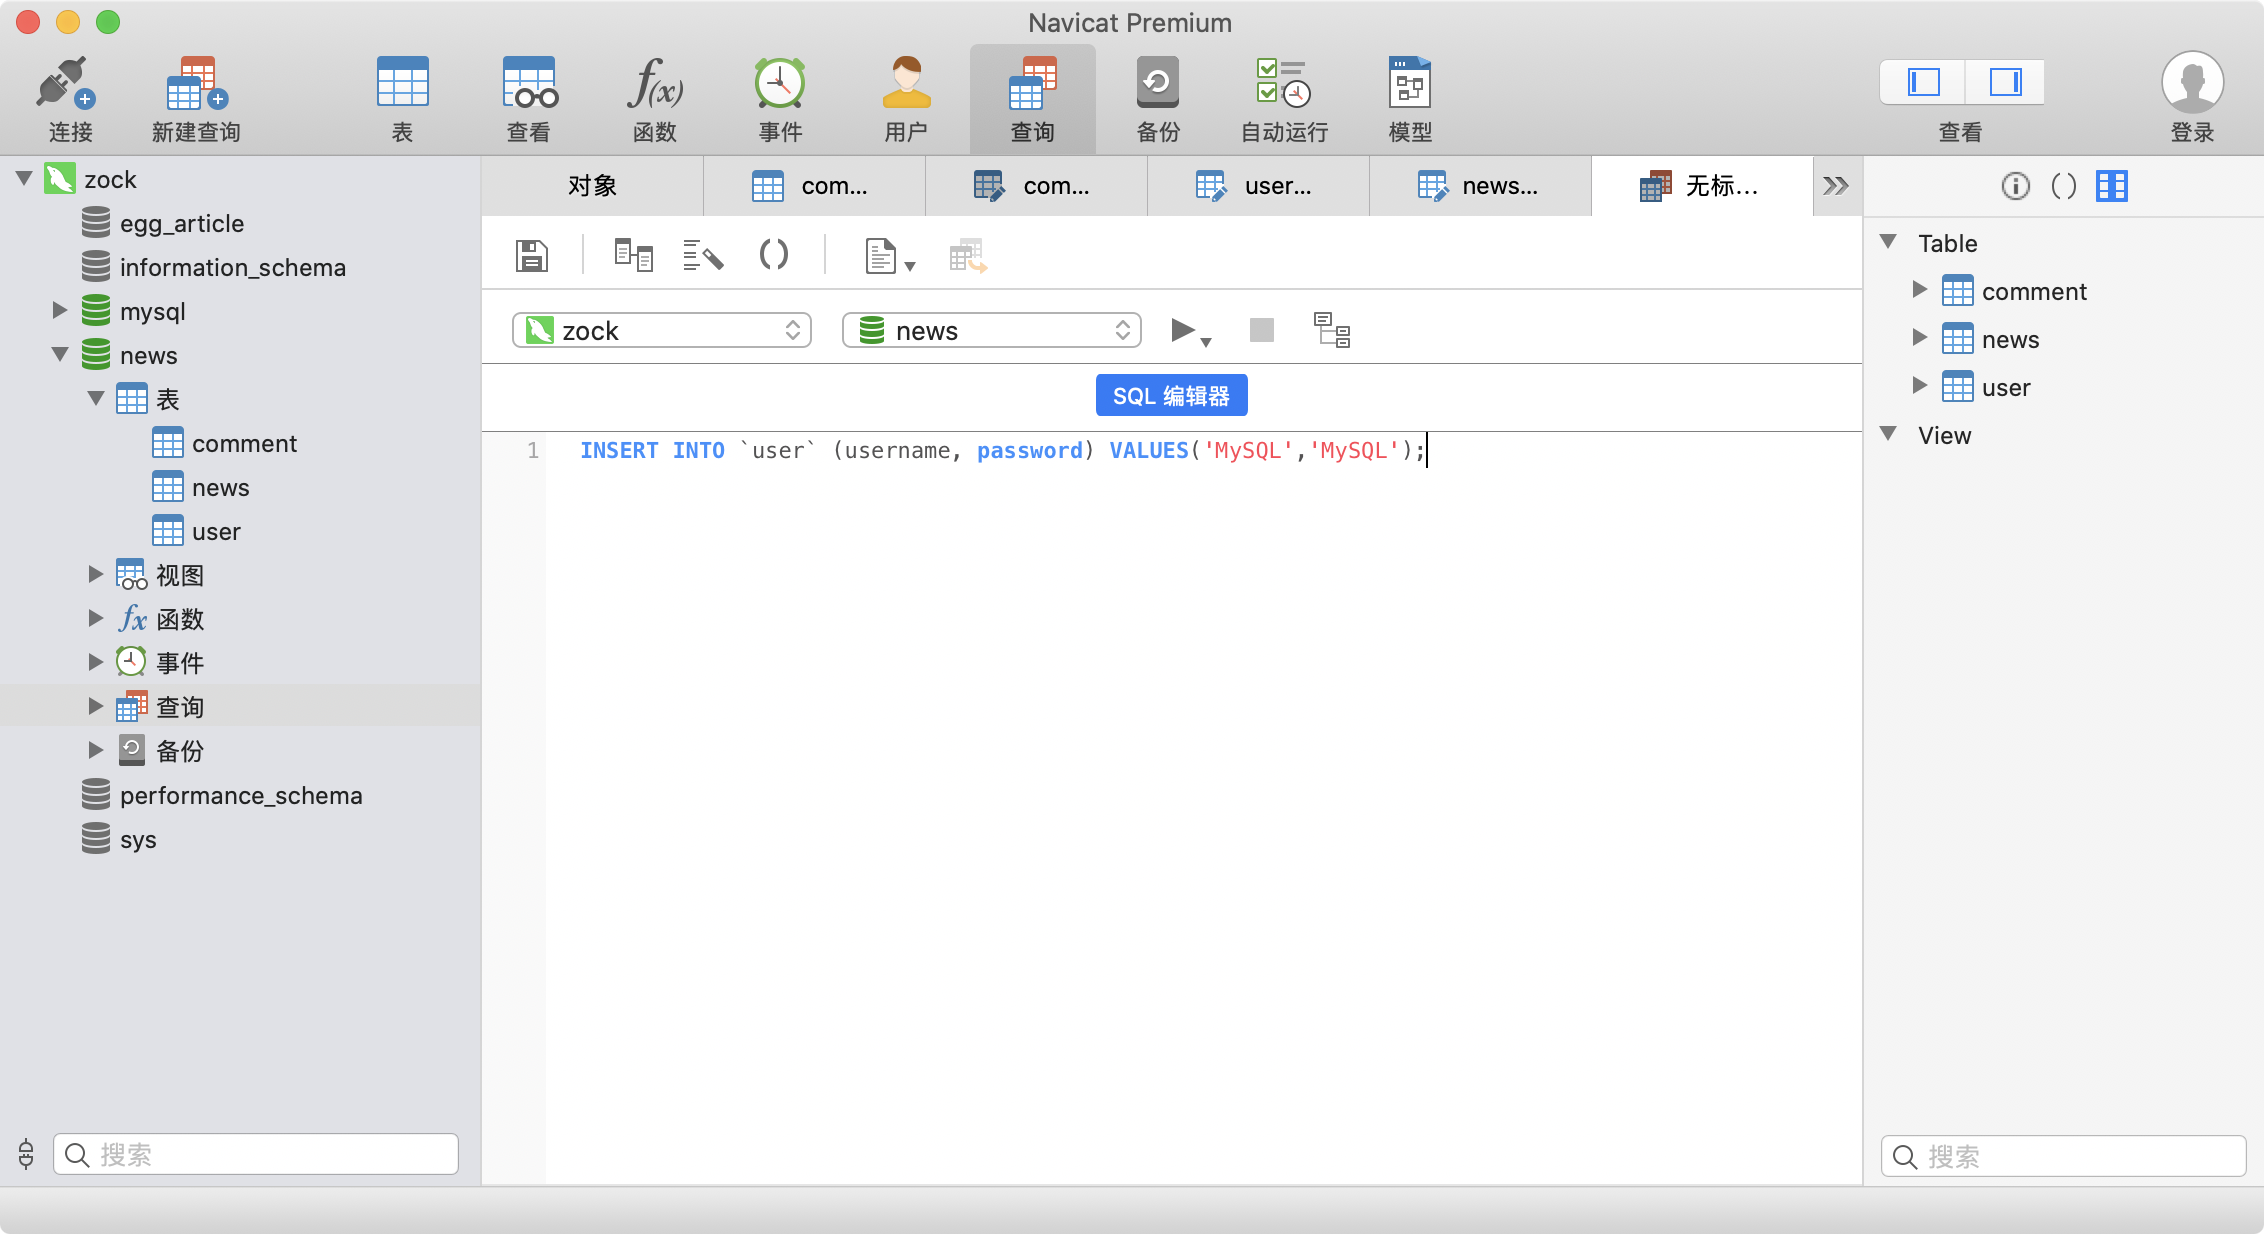 Navicat Premium
连接
新建查询
表
查看
函数
事件
用户
查询
备份
自动运行
模型
查看
登录
zock
egg_article
information_schema
mysql
news
表
comment
news
user
视图
函数
事件
查询
备份
performance_schema
sys
搜索
对象
com...
com...
user...
news...
无标...
zock
news
SQL 编辑器
1 INSERT INTO `user` (username, password) VALUES('MySQL','MySQL');
Table
comment
news
user
View
搜索